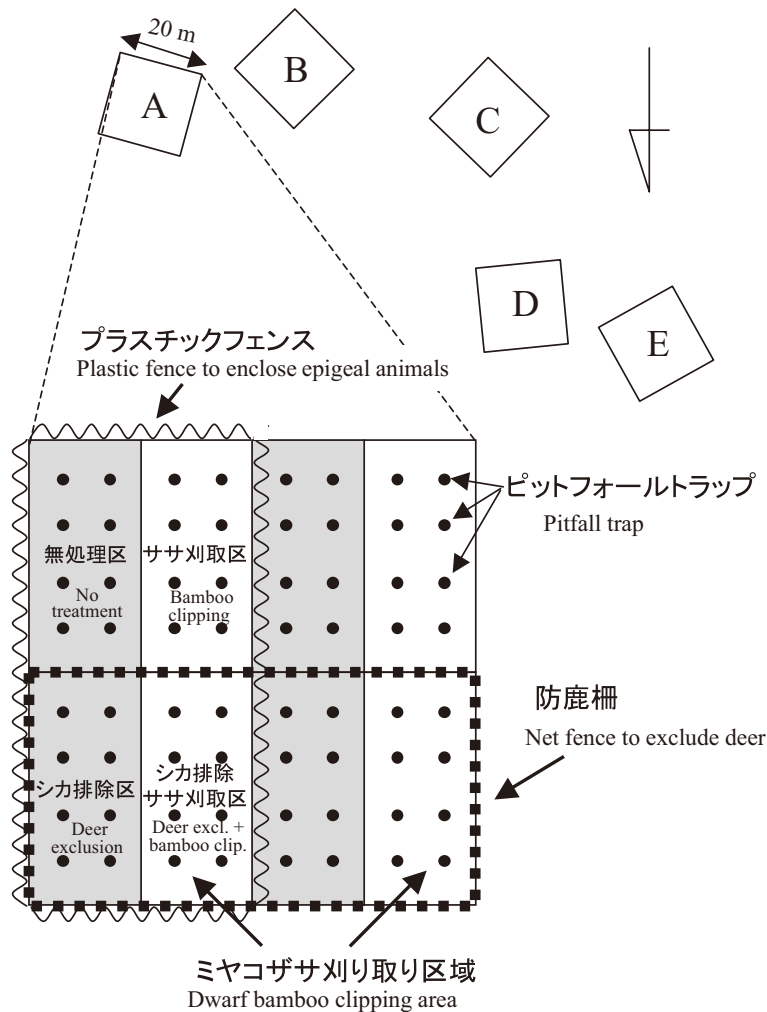 20 m
A
B
C
D
E
プラスチックフェンス
Plastic fence to enclose epigeal animals
ピットフォールトラップ
Pitfall trap
無処理区
No
treatment
ササ刈取区
Bamboo
clipping
防鹿柵
Net fence to exclude deer
シカ排除区
Deer
exclusion
シカ排除
ササ刈取区
Deer excl. +
bamboo clip.
ミヤコザサ刈り取り区域
Dwarf bamboo clipping area